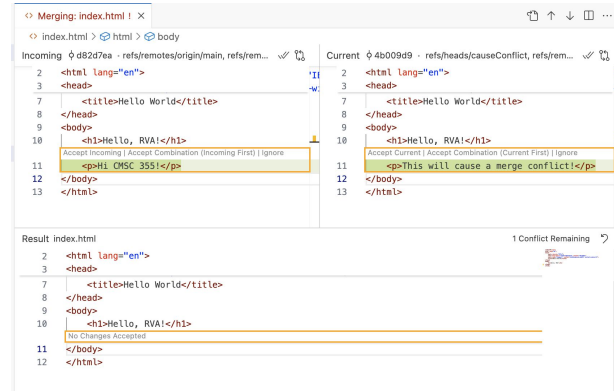 Merging: index.html !
index.html > html > body
Incoming d82d7ea · refs/remotes/origin/main, refs/rem...
2 <html lang="en">
3 <head>
7 <title>Hello World</title>
8 </head>
9 <body>
10 <h1>Hello, RVA!</h1>
Accept Incoming | Accept Combination (Incoming First) | Ignore
11 <p>Hi CMSC 355!</p>
12 </body>
13 </html>
Current 4b009d9 · refs/heads/causeConflict, refs/rem...
2 <html lang="en">
3 <head>
7 <title>Hello World</title>
8 </head>
9 <body>
10 <h1>Hello, RVA!</h1>
Accept Current | Accept Combination (Current First) | Ignore
11 <p>This will cause a merge conflict!</p>
12 </body>
13 </html>
Result index.html
1 Conflict Remaining
2 <html lang="en">
3 <head>
7 <title>Hello World</title>
8 </head>
9 <body>
10 <h1>Hello, RVA!</h1>
No Changes Accepted
11 </body>
12 </html>